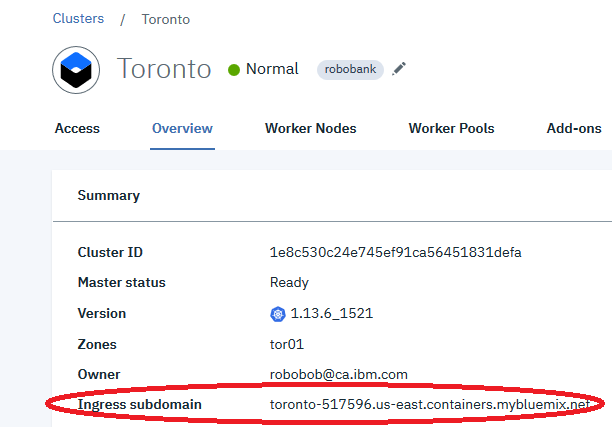 Clusters / Toronto
Toronto Normal robobank
Access Overview Worker Nodes Worker Pools Add-ons
Summary
Cluster ID 1e8c530c24e745ef91ca56451831defa
Master status Ready
Version 1.13.6_1521
Zones tor01
Owner robobob@ca.ibm.com
Ingress subdomain toronto-517596.us-east.containers.mybluemix.net